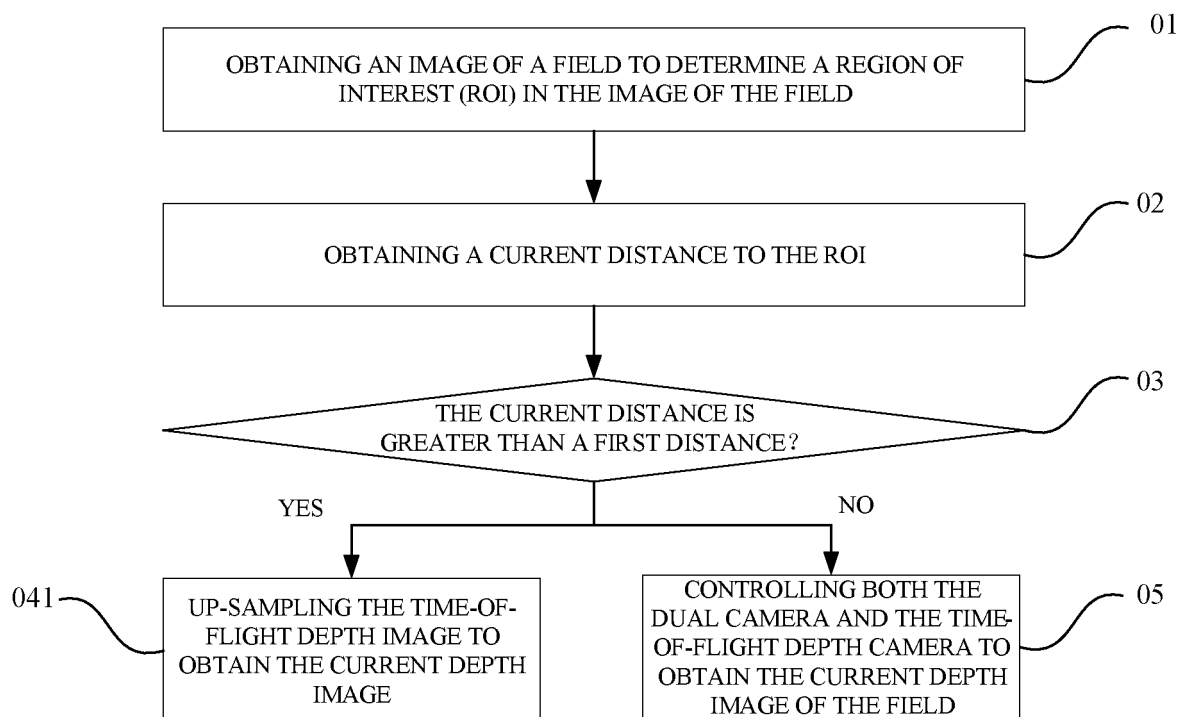 01
OBTAINING AN IMAGE OF A FIELD TO DETERMINE A REGION OF
INTEREST (ROI) IN THE IMAGE OF THE FIELD
02
OBTAINING A CURRENT DISTANCE TO THE ROI
03
THE CURRENT DISTANCE IS
GREATER THAN A FIRST DISTANCE?
YES
NO
041
UP-SAMPLING THE TIME-OF-
FLIGHT DEPTH IMAGE TO
OBTAIN THE CURRENT DEPTH
IMAGE
05
CONTROLLING BOTH THE
DUAL CAMERA AND THE TIME-
OF-FLIGHT DEPTH CAMERA TO
OBTAIN THE CURRENT DEPTH
IMAGE OF THE FIELD